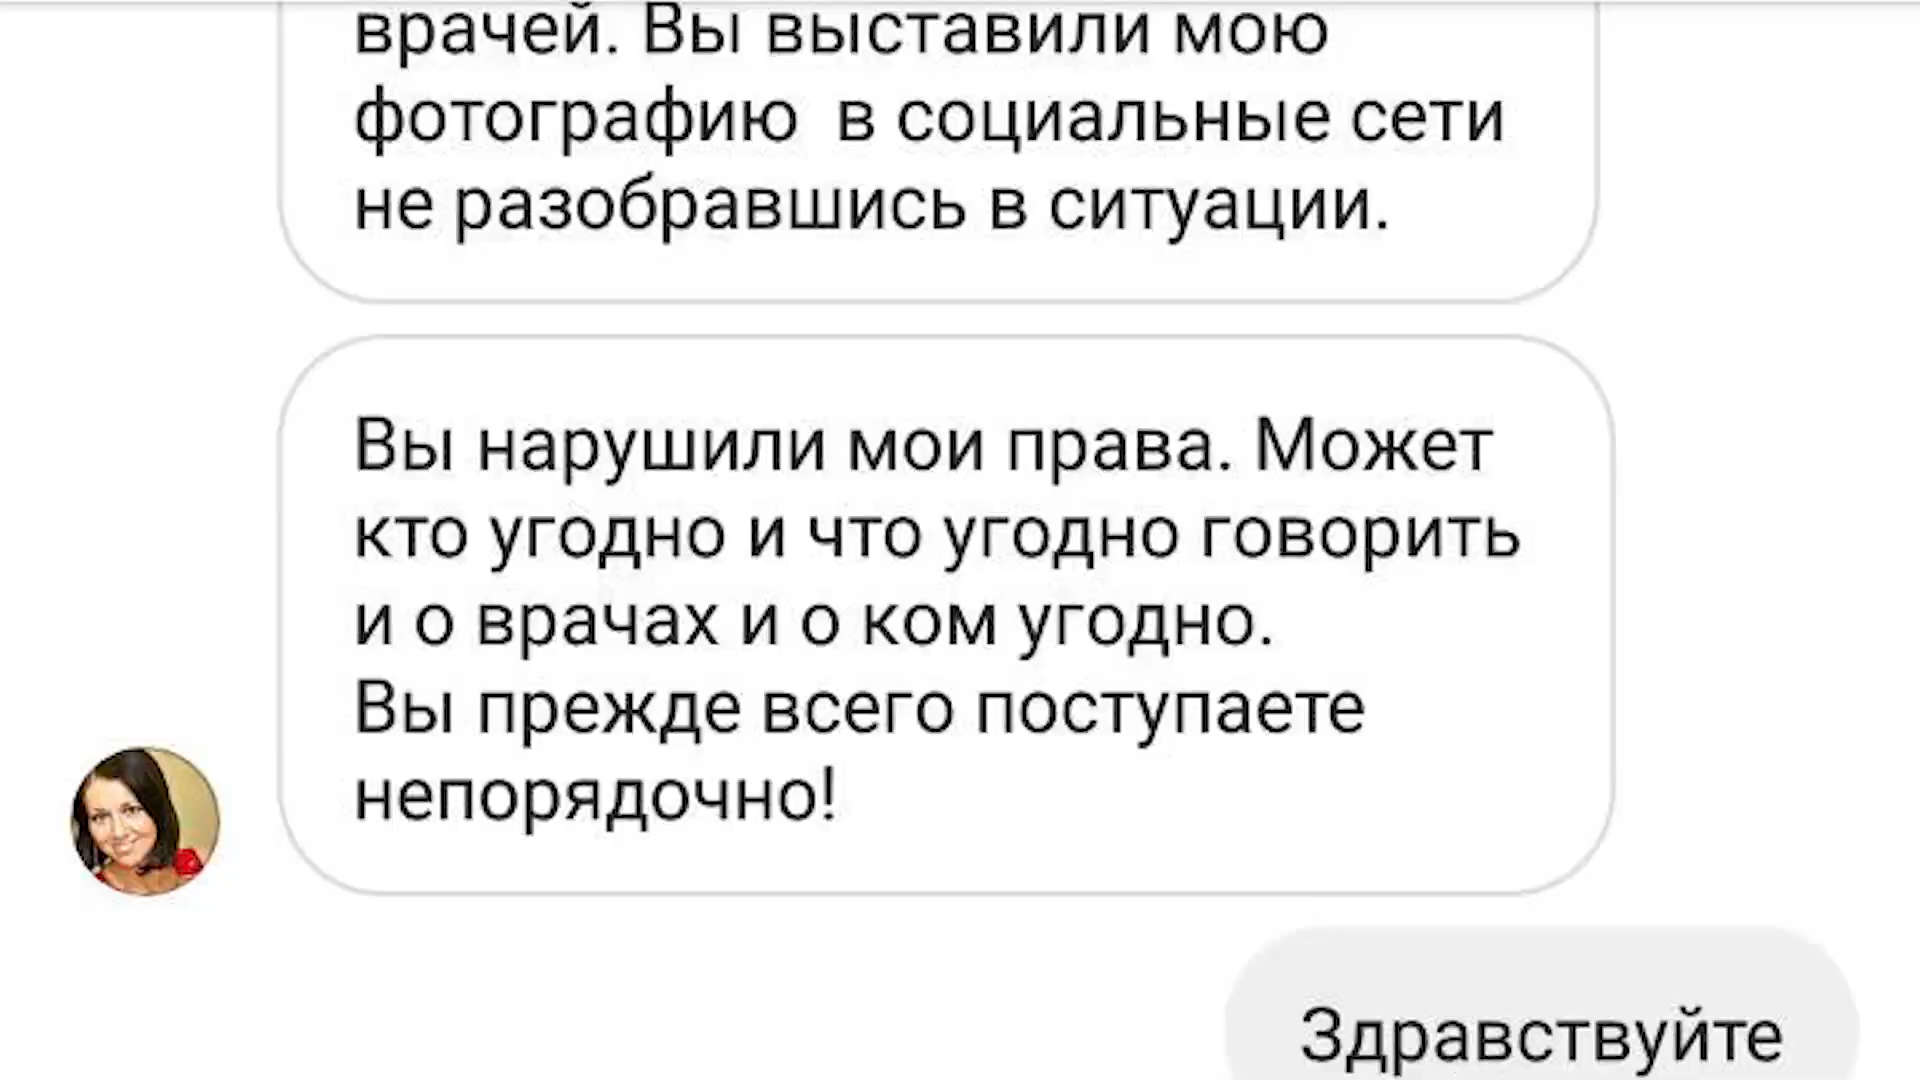 врачей. Вы выставили мою
фотографию в социальные сети
не разобравшись в ситуации.
Вы нарушили мои права. Может
кто угодно и что угодно говорить
и о врачах и о ком угодно.
Вы прежде всего поступаете
непорядочно!
Здравствуйте